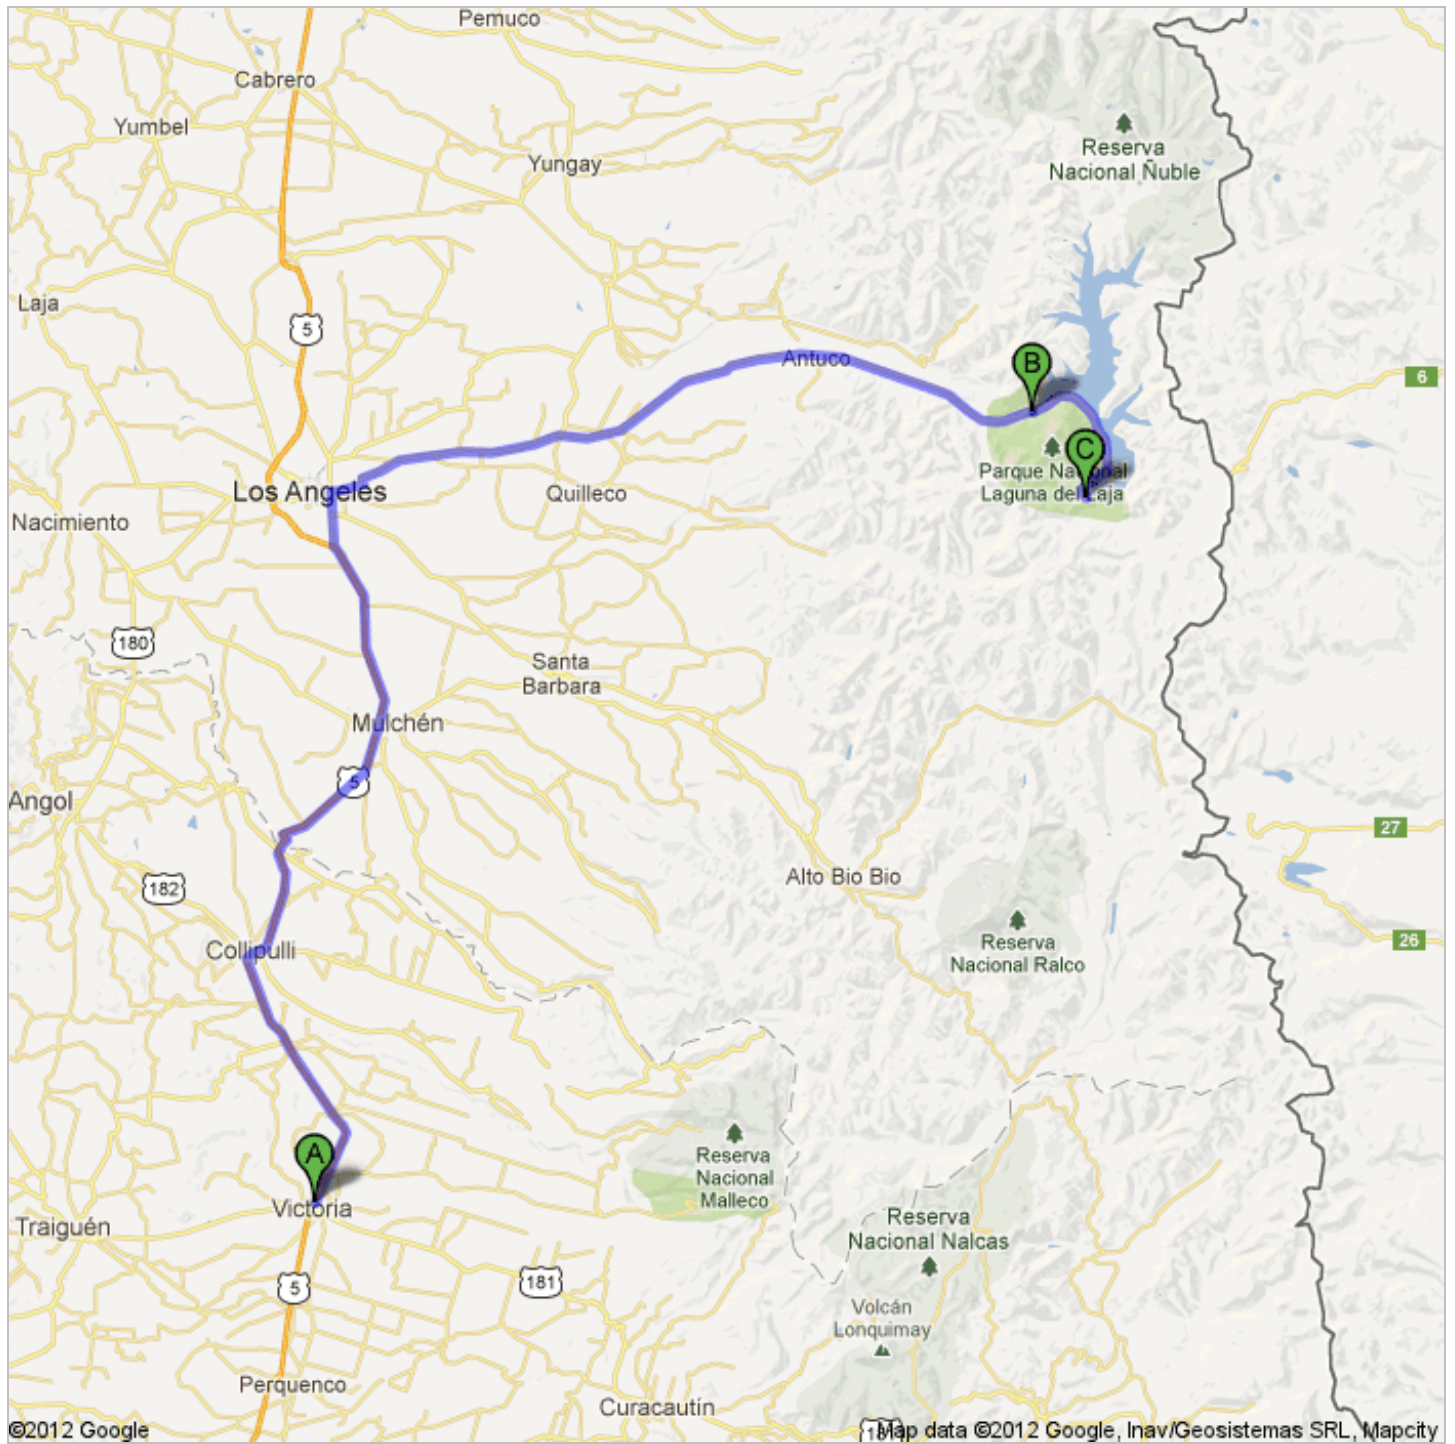 Pemuco
Cabrero
Yumbel
Reserva
Nacional Ñuble
Yungay
Laja
5
Antuco
B
6
C
Parque Nacional
Laguna del Laja
Los Angeles
Quilleco
Nacimiento
180
Santa
Barbara
Mulchén
5
Angol
27
Alto Bio Bio
182
Reserva
Nacional Ralco
26
Collipulli
A
Reserva
Nacional
Malleco
Victoria
Traiguén
Reserva
Nacional Nalcas
5
181
Volcán
Lonquimay
Perquenco
Curacautín
181
©2012 Google
Map data ©2012 Google, Inav/Geosistemas SRL, Mapcity